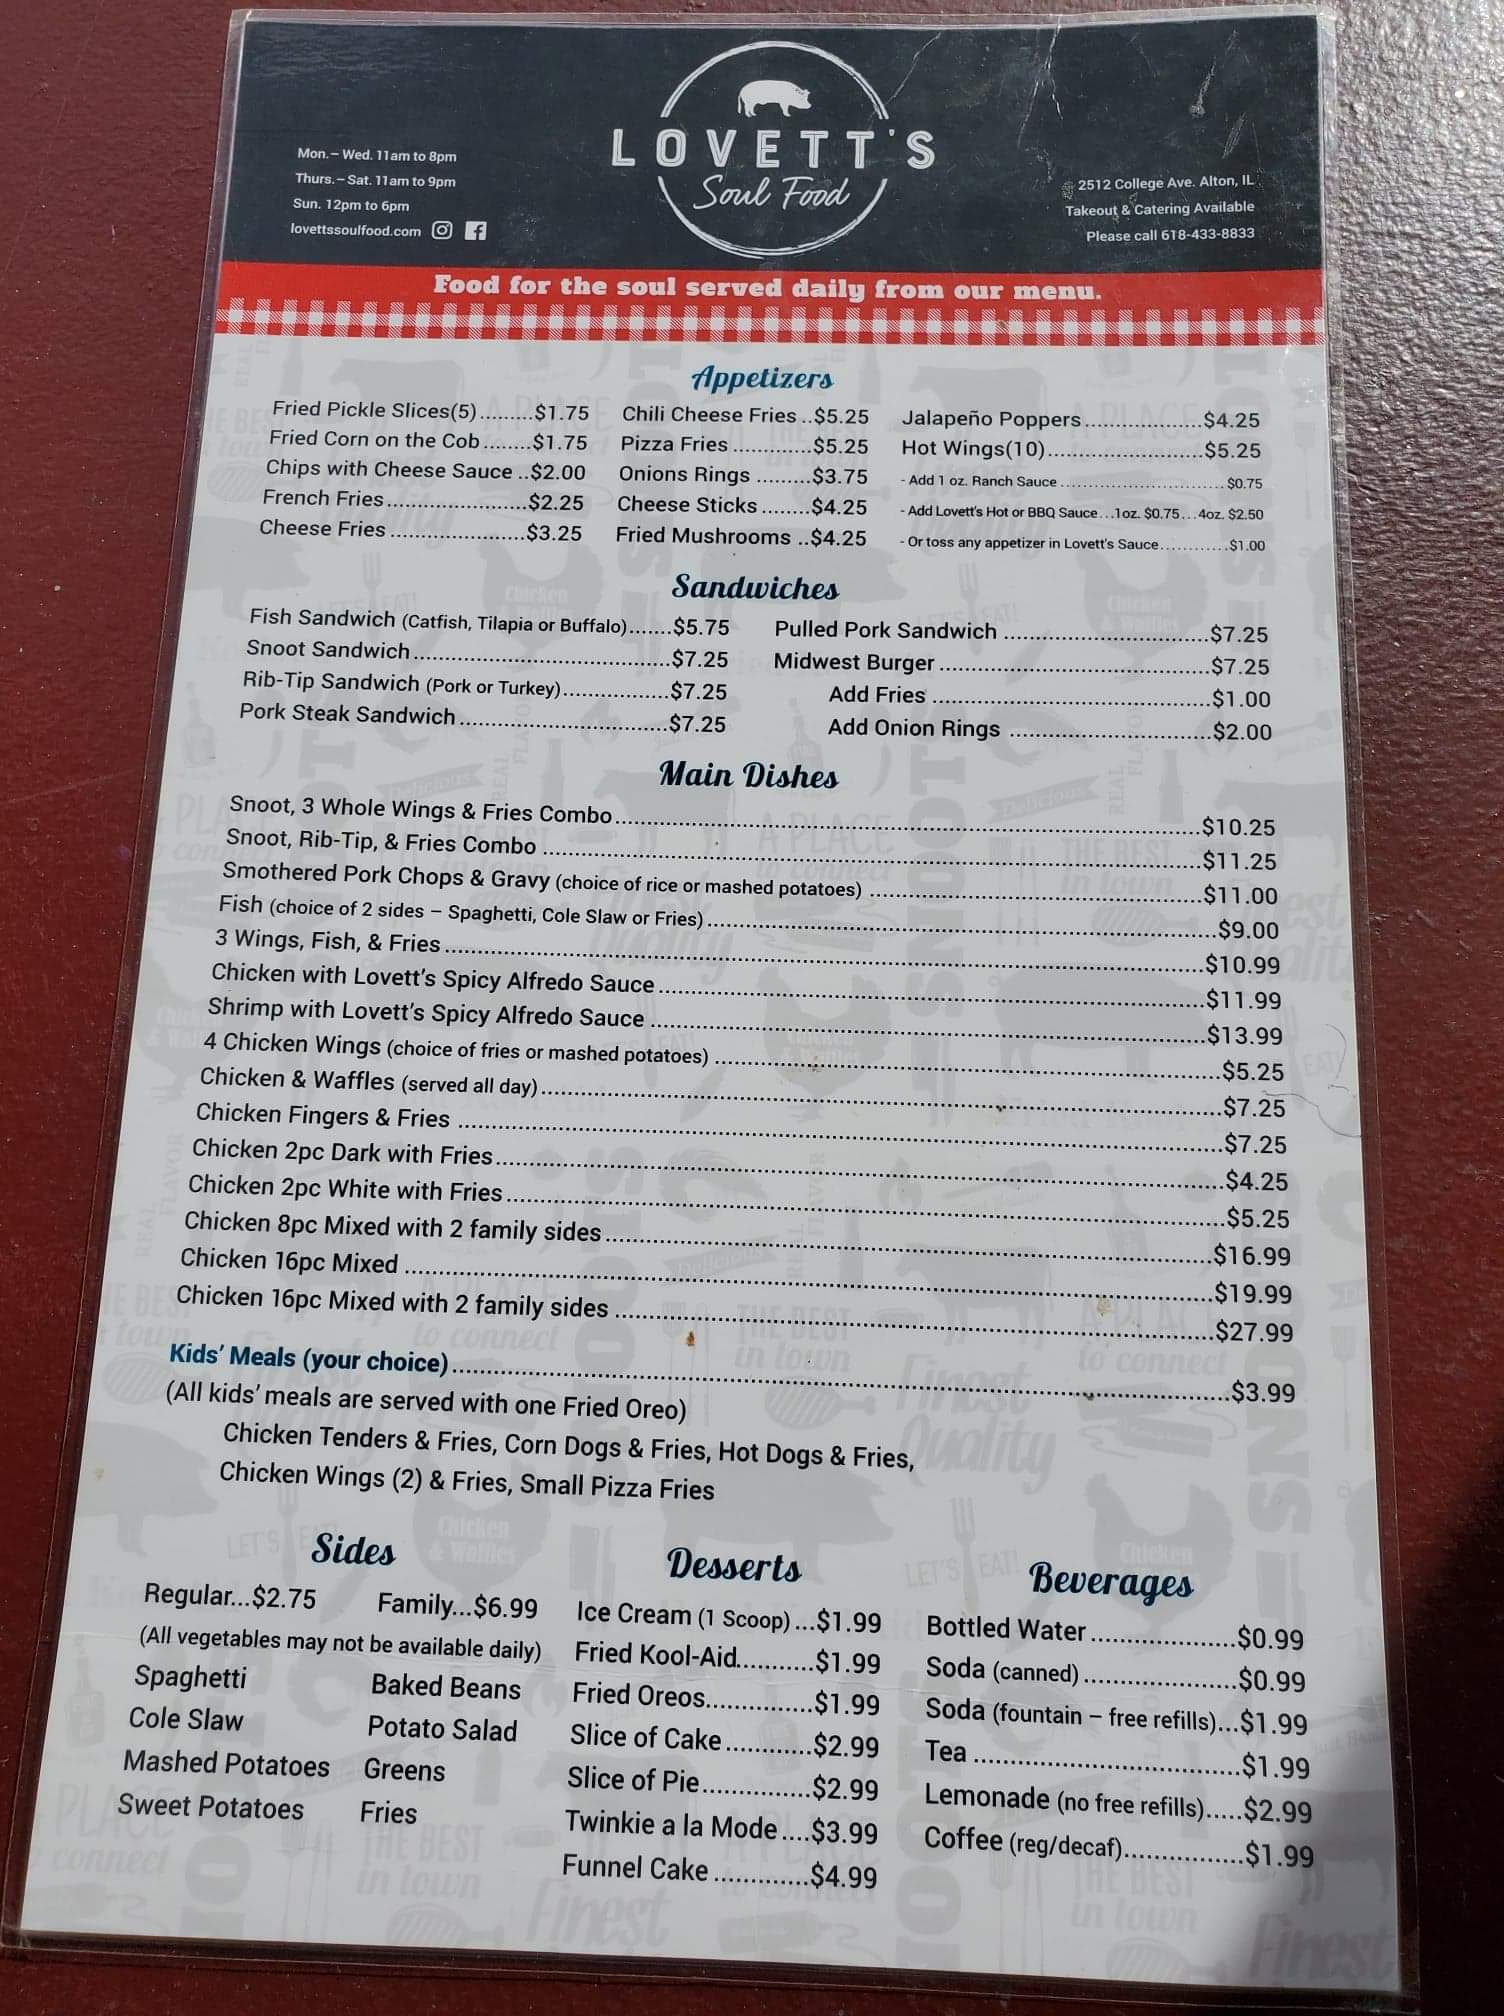 LOVETT'S
Soul Food
Mon.– Wed. 11am to 8pm
Thurs.–Sat. 11am to 9pm
Sun. 12pm to 6pm
lovettssoulfood.com
2512 College Ave. Alton, IL
Takeout & Catering Available
Please call 618-433-8833
Food for the soul served daily from our menu.
Appetizers
Fried Pickle Slices(5)........$1.75
Fried Corn on the Cob.......$1.75
Chips with Cheese Sauce ..$2.00
French Fries.....................$2.25
Cheese Fries.....................$3.25
Chili Cheese Fries ..$5.25
Pizza Fries ............$5.25
Onions Rings ........$3.75
Cheese Sticks .......$4.25
Fried Mushrooms ..$4.25
Jalapeño Poppers.................$4.25
Hot Wings(10).......................$5.25
- Add 1 oz. Ranch Sauce............................$0.75
- Add Lovett's Hot or BBQ Sauce...1oz. $0.75...4oz. $2.50
- Or toss any appetizer in Lovett's Sauce............$1.00
Sandwiches
Fish Sandwich (Catfish, Tilapia or Buffalo).......$5.75
Snoot Sandwich......................................$7.25
Rib-Tip Sandwich (Pork or Turkey)................$7.25
Pork Steak Sandwich...............................$7.25
Pulled Pork Sandwich ..............................$7.25
Midwest Burger.......................................$7.25
Add Fries .........................................$1.00
Add Onion Rings ..............................$2.00
Main Dishes
Snoot, 3 Whole Wings & Fries Combo..........................$10.25
Snoot, Rib-Tip, & Fries Combo ..........................$11.25
Smothered Pork Chops & Gravy (choice of rice or mashed potatoes) ..........................$11.00
Fish (choice of 2 sides – Spaghetti, Cole Slaw or Fries)..........................$9.00
3 Wings, Fish, & Fries..........................$10.99
Chicken with Lovett's Spicy Alfredo Sauce..........................$11.99
Shrimp with Lovett's Spicy Alfredo Sauce ..........................$13.99
4 Chicken Wings (choice of fries or mashed potatoes) ..........................$5.25
Chicken & Waffles (served all day)..........................$7.25
Chicken Fingers & Fries ..........................$7.25
Chicken 2pc Dark with Fries..........................$4.25
Chicken 2pc White with Fries..........................$5.25
Chicken 8pc Mixed with 2 family sides..........................$16.99
Chicken 16pc Mixed ..........................$19.99
Chicken 16pc Mixed with 2 family sides ..........................$27.99
Kids' Meals (your choice)..........................$3.99
(All kids' meals are served with one Fried Oreo)
Chicken Tenders & Fries, Corn Dogs & Fries, Hot Dogs & Fries,
Chicken Wings (2) & Fries, Small Pizza Fries
Sides
Regular...$2.75 Family...$6.99
(All vegetables may not be available daily)
Spaghetti Baked Beans
Cole Slaw Potato Salad
Mashed Potatoes Greens
Sweet Potatoes Fries
Desserts
Ice Cream (1 Scoop)...$1.99
Fried Kool-Aid...........$1.99
Fried Oreos..............$1.99
Slice of Cake............$2.99
Slice of Pie...............$2.99
Twinkie a la Mode....$3.99
Funnel Cake.............$4.99
Beverages
Bottled Water....................$0.99
Soda (canned).....................$0.99
Soda (fountain – free refills)...$1.99
Tea .....................................$1.99
Lemonade (no free refills).....$2.99
Coffee (reg/decaf).................$1.99